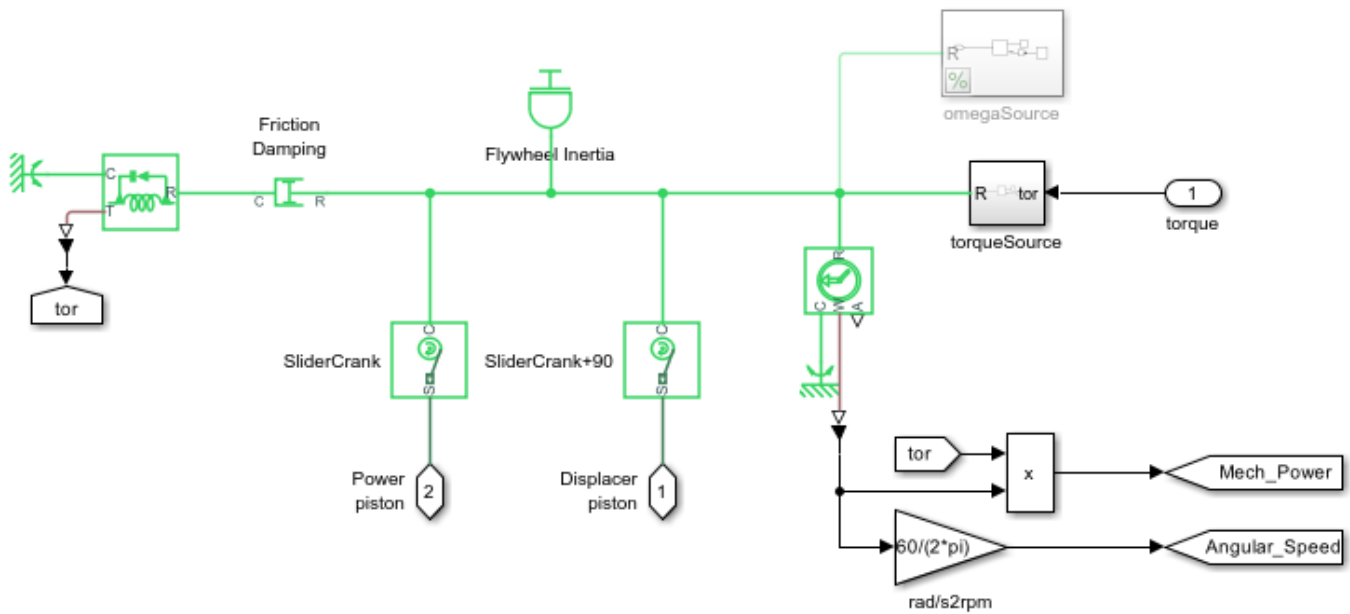 R
%
omegaSource
Friction
Damping
Flywheel Inertia
C
R
T
C
R
R
tor
torqueSource
1
torque
tor
R
C
W
A
SliderCrank
C
S
SliderCrank+90
C
S
Power
piston
2
Displacer
piston
1
tor
x
Mech_Power
60/(2*pi)
Angular_Speed
rad/s2rpm